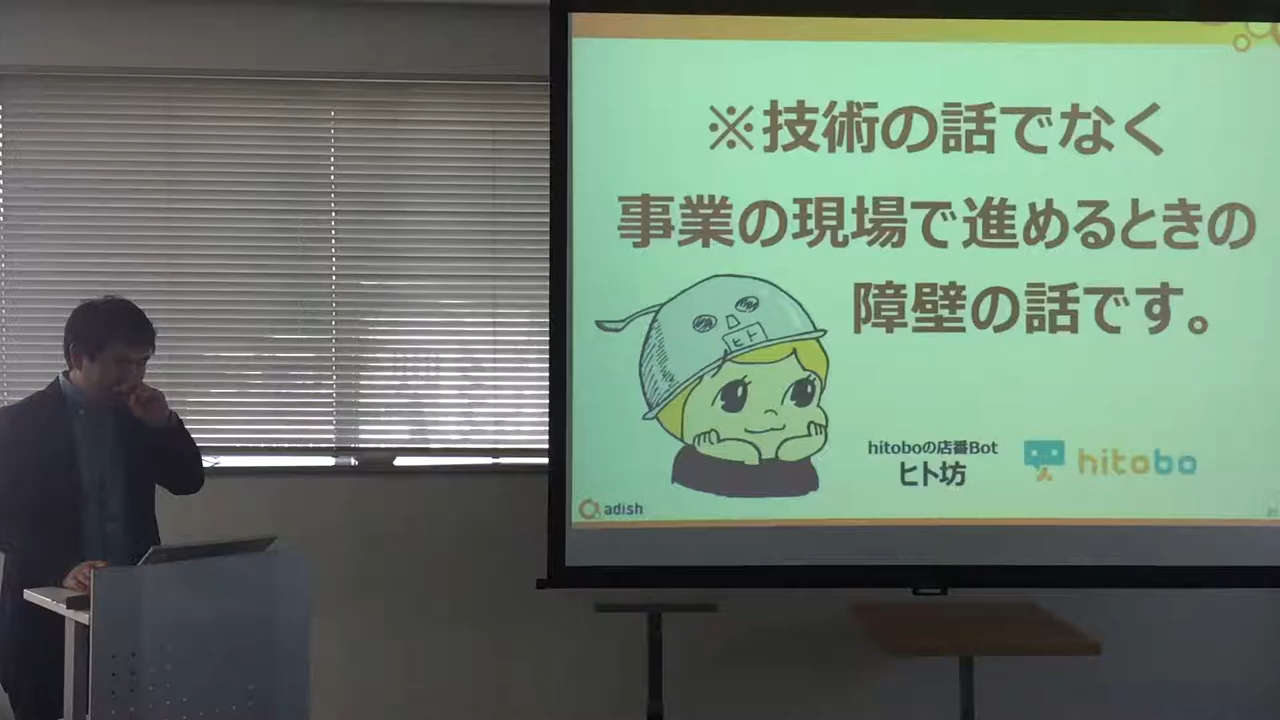 ※技術の話でなく
事業の現場で進めるときの
障壁の話です。
ヒト
hitoboの店番Bot
ヒト坊
hitobo
adish